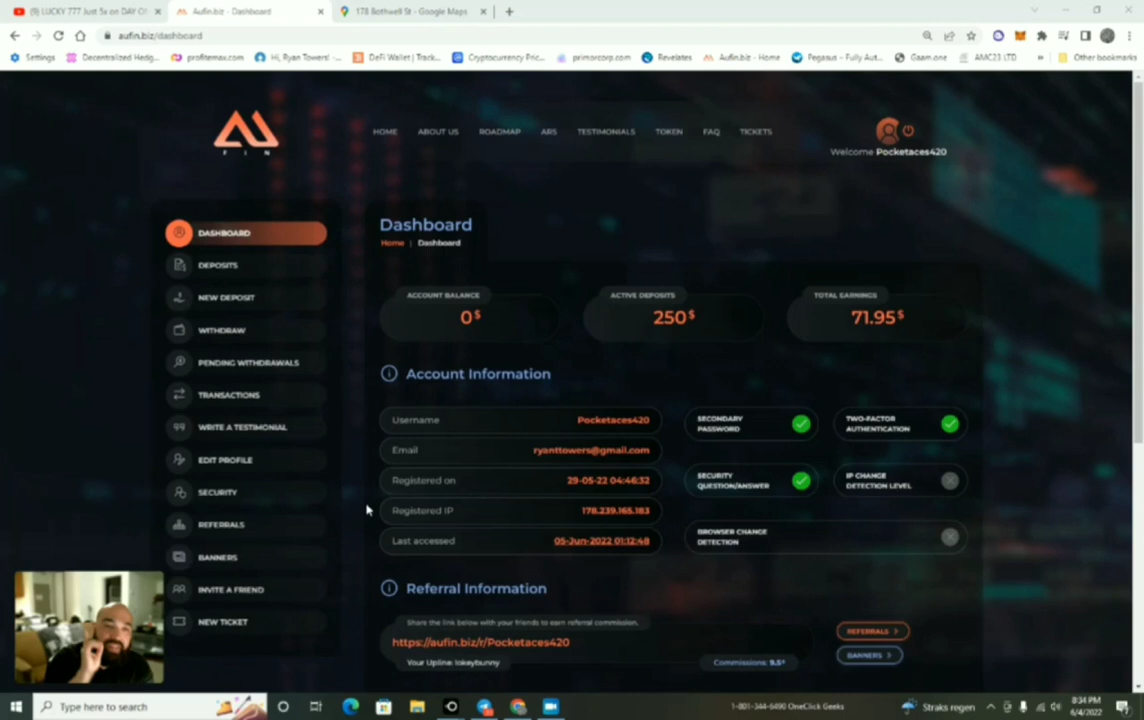 (9) LUCKY 777 Just 5x on DAY O
Aufin.biz - Dashboard
178 Bothwell St - Google Maps
aufin.biz/dashboard
Settings
Decentralized Hedg...
profitemax.com
Hi, Ryan Towers! -...
DeFi Wallet | Track...
Cryptocurrency Pric...
primorcorp.com
Revelates
Aufin.biz - Home
Pegasus – Fully Aut...
Gaam.one
AMC23 LTD
Other bookmarks
FIN
HOME
ABOUT US
ROADMAP
ARS
TESTIMONIALS
TOKEN
FAQ
TICKETS
Welcome Pocketaces420
DASHBOARD
DEPOSITS
NEW DEPOSIT
WITHDRAW
PENDING WITHDRAWALS
TRANSACTIONS
WRITE A TESTIMONIAL
EDIT PROFILE
SECURITY
REFERRALS
BANNERS
INVITE A FRIEND
NEW TICKET
Dashboard
Home | Dashboard
ACCOUNT BALANCE
0$
ACTIVE DEPOSITS
250$
TOTAL EARNINGS
71.95$
Account Information
Username Pocketaces420
Email ryanttowers@gmail.com
Registered on 29-05-22 04:46:32
Registered IP 178.239.165.183
Last accessed 05-Jun-2022 01:12:48
SECONDARY
PASSWORD
TWO-FACTOR
AUTHENTICATION
SECURITY
QUESTION/ANSWER
IP CHANGE
DETECTION LEVEL
BROWSER CHANGE
DETECTION
Referral Information
Share the link below with your friends to earn referral commission.
https://aufin.biz/r/Pocketaces420
Your Upline: lokeybunny
Commissions: 9.5$
REFERRALS
BANNERS
Type here to search
1-801-344-6490 OneClick Geeks
Straks regen
8:34 PM
6/4/2022